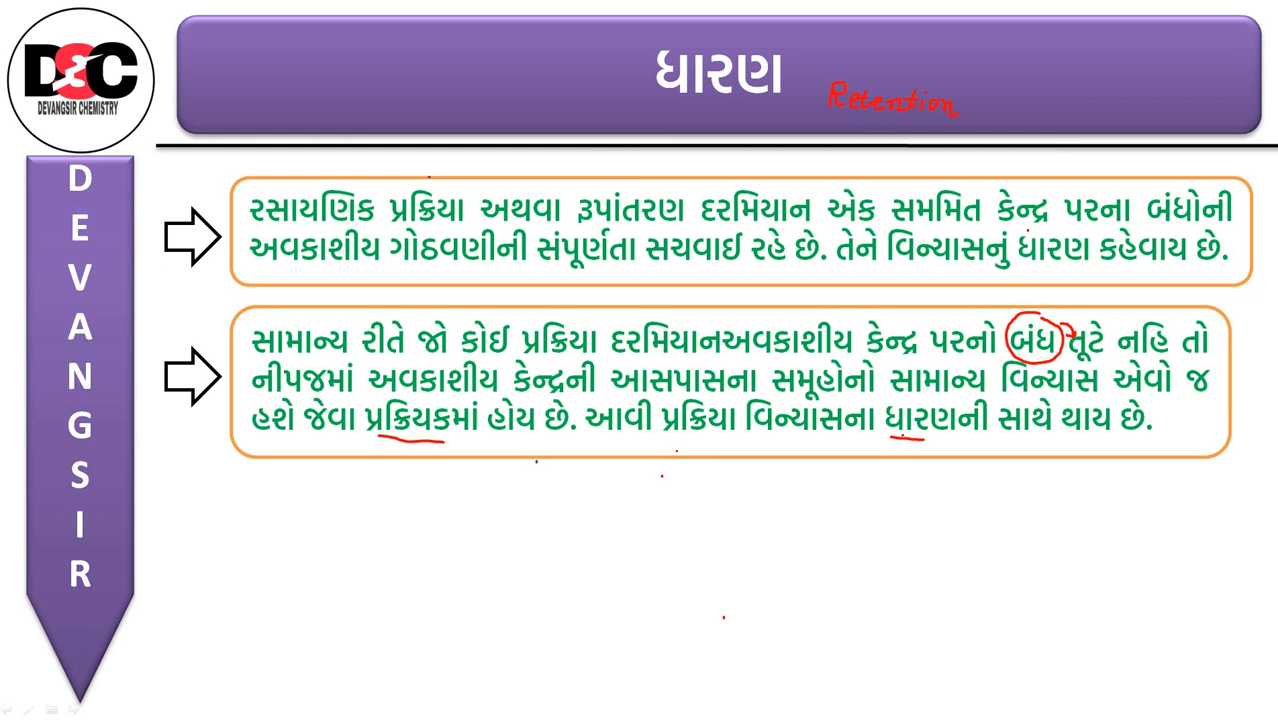 DSC
DEVANGSIR CHEMISTRY
ધારણ
Retention
D
E
V
A
N
G
S
I
R
રસાયણિક પ્રક્રિયા અથવા રૂપાંતરણ દરમિયાન એક સમમિત કેન્દ્ર પરના બંધોની
અવકાશીય ગોઠવણીની સંપૂર્ણતા સચવાઈ રહે છે. તેને વિન્યાસનું ધારણ કહેવાય છે.
સામાન્ય રીતે જો કોઈ પ્રક્રિયા દરમિયાનઅવકાશીય કેન્દ્ર પરનો બંધ તૂટે નહિ તો
નીપજમાં અવકાશીય કેન્દ્રની આસપાસના સમૂહોનો સામાન્ય વિન્યાસ એવો જ
હશે જેવા પ્રક્રિયકમાં હોય છે. આવી પ્રક્રિયા વિન્યાસના ધારણની સાથે થાય છે.